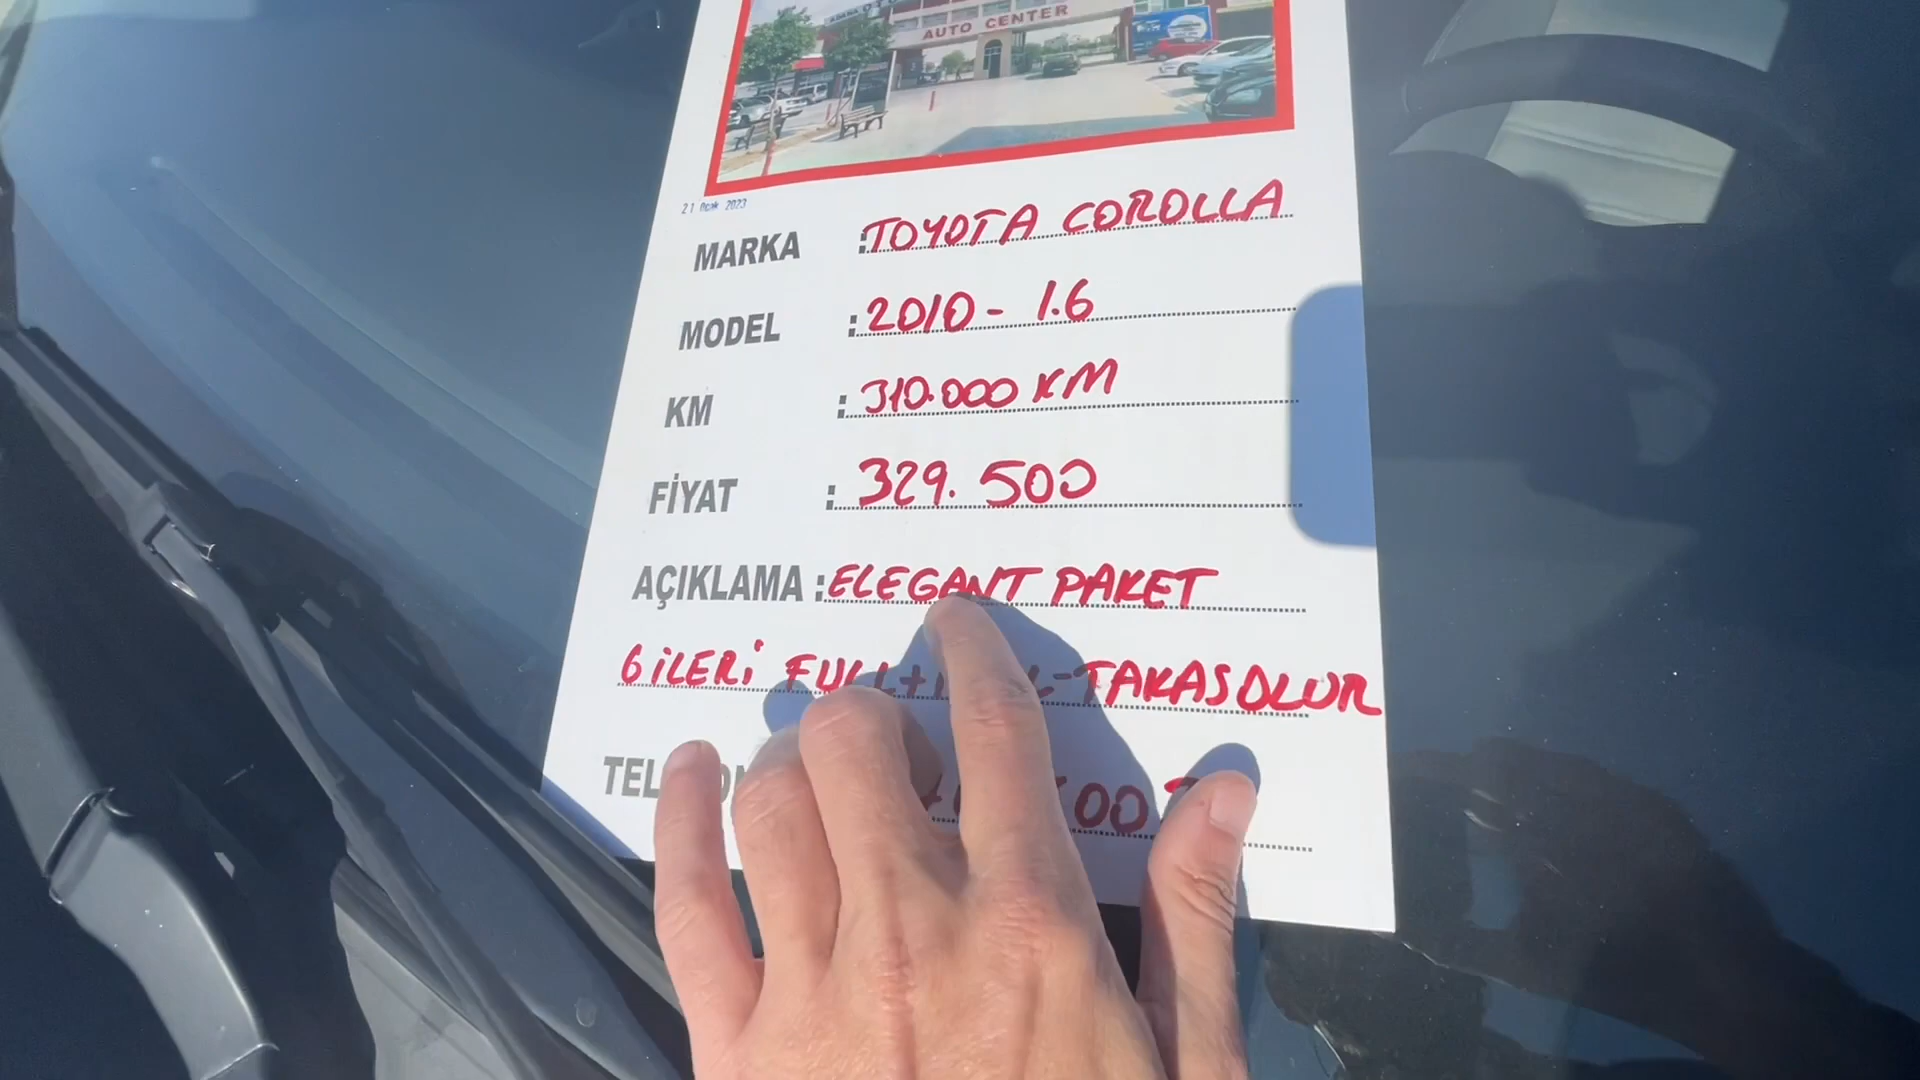 AUTO CENTER
21 Ocak 2023
MARKA : TOYOTA COROLLA
MODEL : 2010 - 1.6
KM : 310.000 KM
FİYAT : 329.500
AÇIKLAMA : ELEGANT PAKET
6 İLERİ TAKAS OLUR